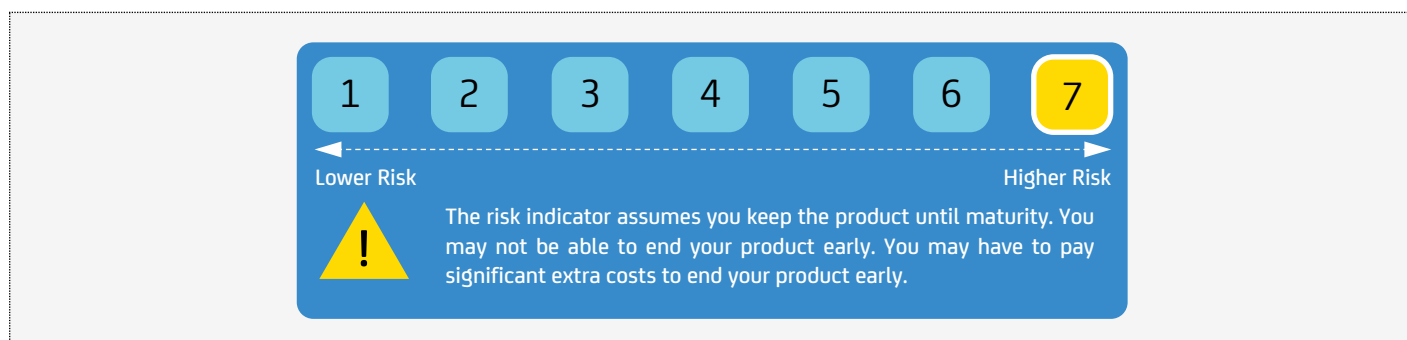 1 2 3 4 5 6 7
Lower Risk Higher Risk
! The risk indicator assumes you keep the product until maturity. You
may not be able to end your product early. You may have to pay
significant extra costs to end your product early.